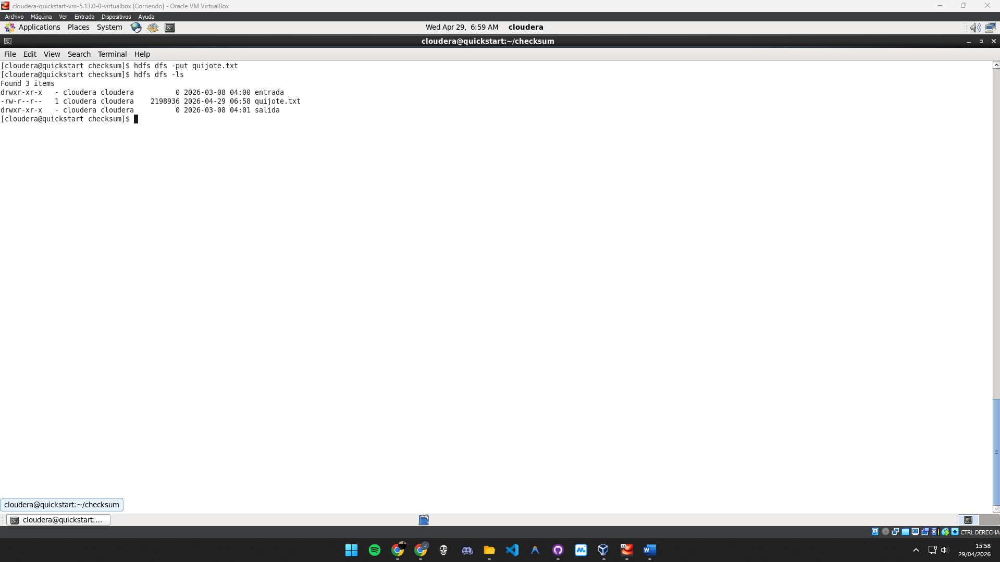 cloudera-quickstart-vm-5.13.0-0-virtualbox [Corriendo] - Oracle VM VirtualBox
Archivo Máquina Ver Entrada Dispositivos Ayuda
Applications Places System Wed Apr 29, 6:59 AM cloudera
cloudera@quickstart:~/checksum
File Edit View Search Terminal Help
[cloudera@quickstart checksum]$ hdfs dfs -put quijote.txt
[cloudera@quickstart checksum]$ hdfs dfs -ls
Found 3 items
drwxr-xr-x   - cloudera cloudera          0 2026-03-08 04:00 entrada
-rw-r--r--   1 cloudera cloudera    2198936 2026-04-29 06:58 quijote.txt
drwxr-xr-x   - cloudera cloudera          0 2026-03-08 04:01 salida
[cloudera@quickstart checksum]$
cloudera@quickstart:~/checksum
cloudera@quickstart:...
CTRL DERECHA
15:58
29/04/2026